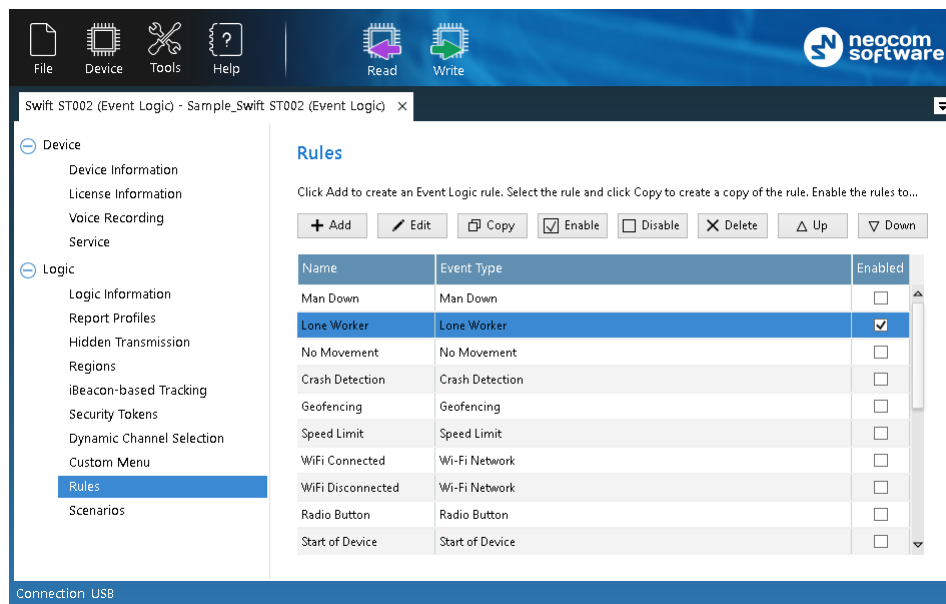 File
Device
Tools
Help
Read
Write
neocom
software
Swift ST002 (Event Logic) - Sample_Swift ST002 (Event Logic)
Device
Device Information
License Information
Voice Recording
Service
Logic
Logic Information
Report Profiles
Hidden Transmission
Regions
iBeacon-based Tracking
Security Tokens
Dynamic Channel Selection
Custom Menu
Rules
Scenarios
Rules
Click Add to create an Event Logic rule. Select the rule and click Copy to create a copy of the rule. Enable the rules to...
Add
Edit
Copy
Enable
Disable
Delete
Up
Down
Name Event Type Enabled
Man Down Man Down
Lone Worker Lone Worker
No Movement No Movement
Crash Detection Crash Detection
Geofencing Geofencing
Speed Limit Speed Limit
WiFi Connected Wi-Fi Network
WiFi Disconnected Wi-Fi Network
Radio Button Radio Button
Start of Device Start of Device
Connection USB